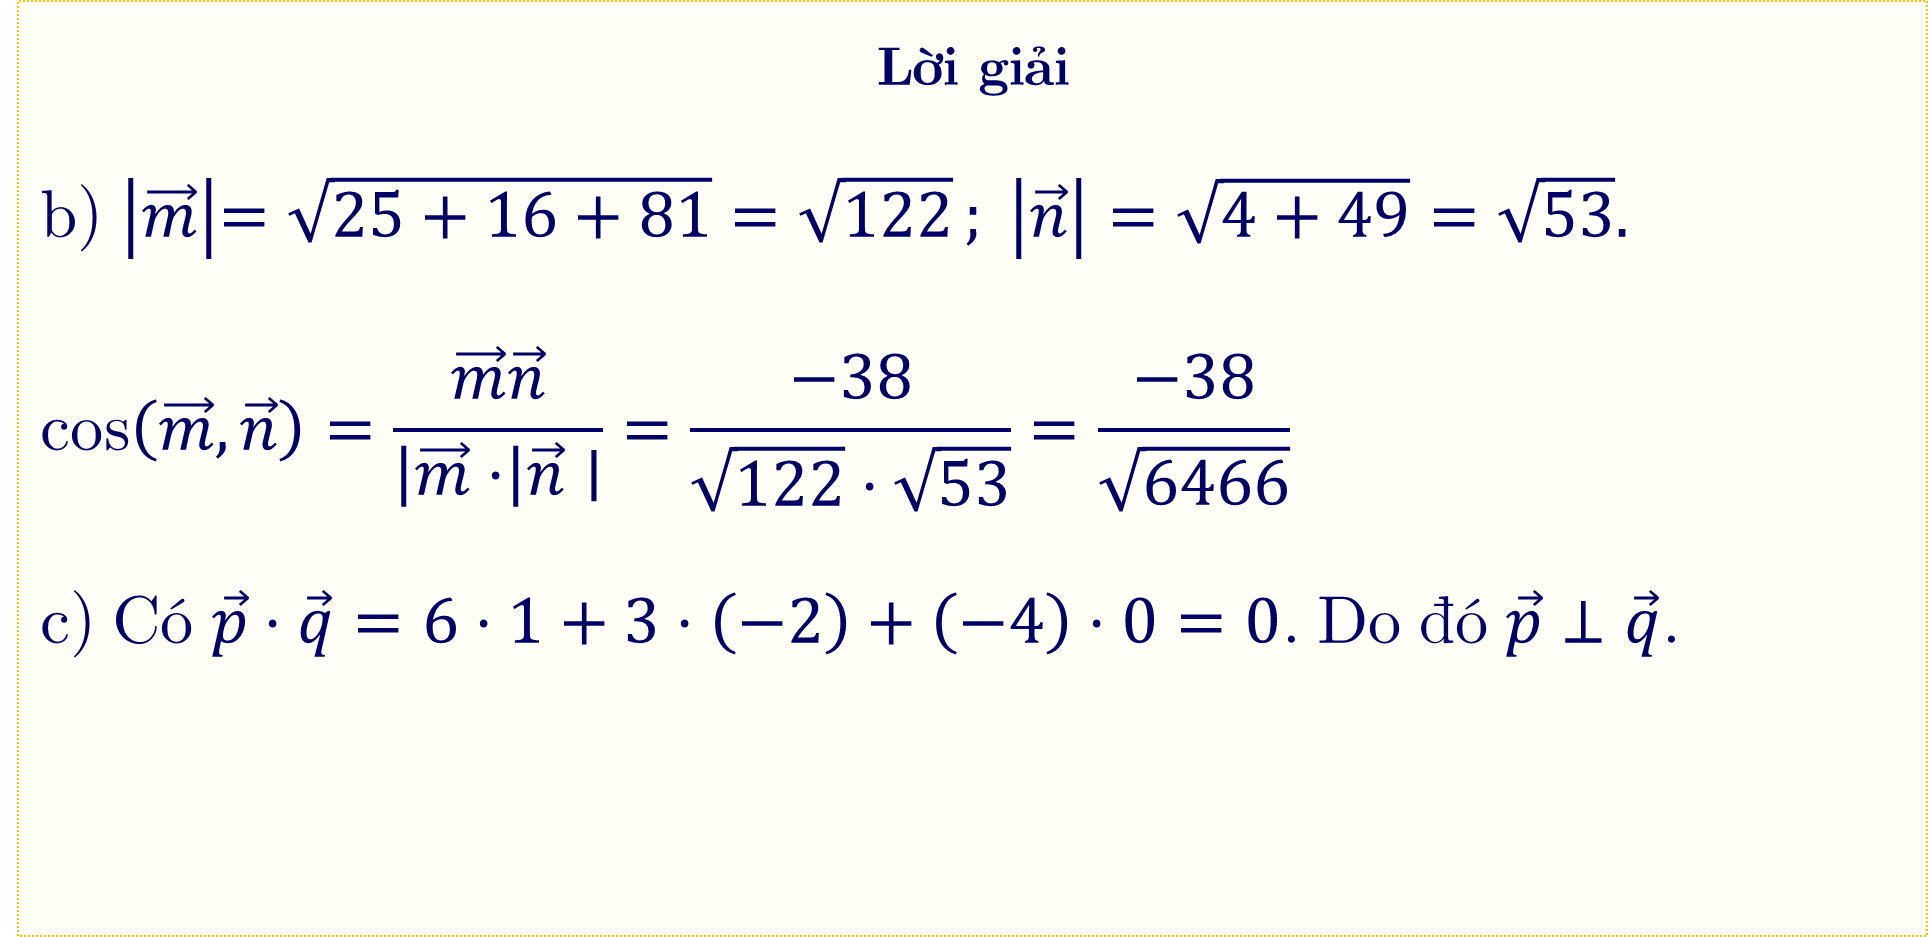 Lời giải
b) |m⃗|= √(25 + 16 + 81) = √122 ; |n⃗| = √(4 + 49) = √53.
cos(m⃗, n⃗) = m⃗n⃗ / |m⃗ ·|n⃗ | = −38 / √122 · √53 = −38 / √6466
c) Có p⃗ · q⃗ = 6 · 1 + 3 · (−2) + (−4) · 0 = 0. Do đó p⃗ ⊥ q⃗.